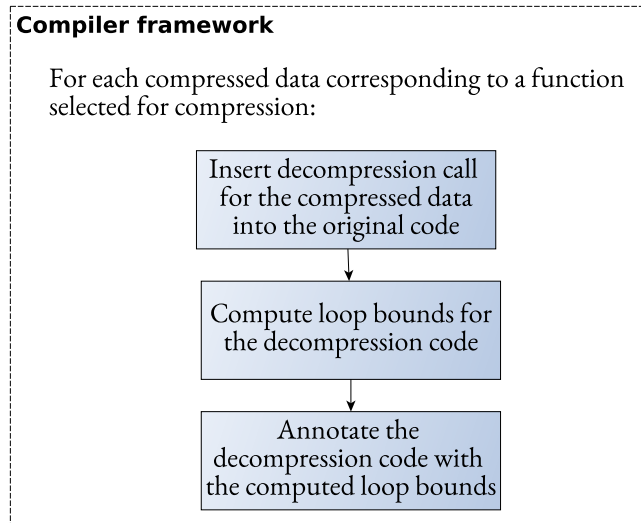 Compiler framework
For each compressed data corresponding to a function
selected for compression:
Insert decompression call
for the compressed data
into the original code
Compute loop bounds for
the decompression code
Annotate the
decompression code with
the computed loop bounds